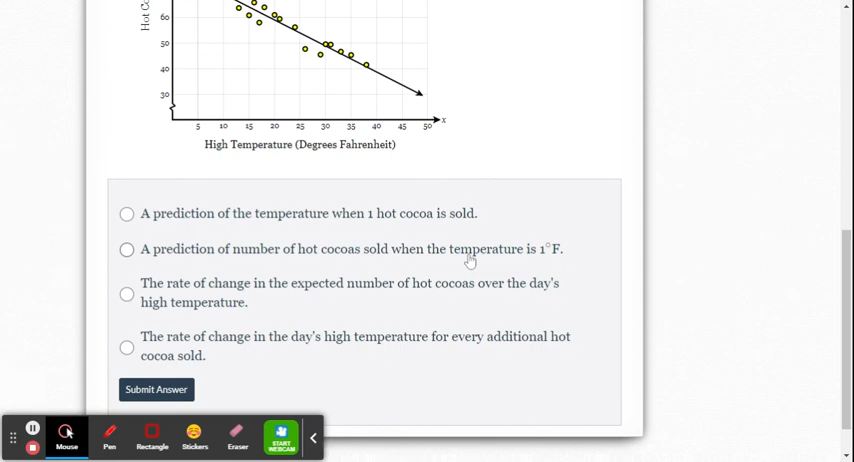 Hot Co
60
50
40
30
5 10 15 20 25 30 35 40 45 50 x
High Temperature (Degrees Fahrenheit)
A prediction of the temperature when 1 hot cocoa is sold.
A prediction of number of hot cocoas sold when the temperature is 1°F.
The rate of change in the expected number of hot cocoas over the day's
high temperature.
The rate of change in the day's high temperature for every additional hot
cocoa sold.
Submit Answer
Mouse Pen Rectangle Stickers Eraser START
WEBCAM